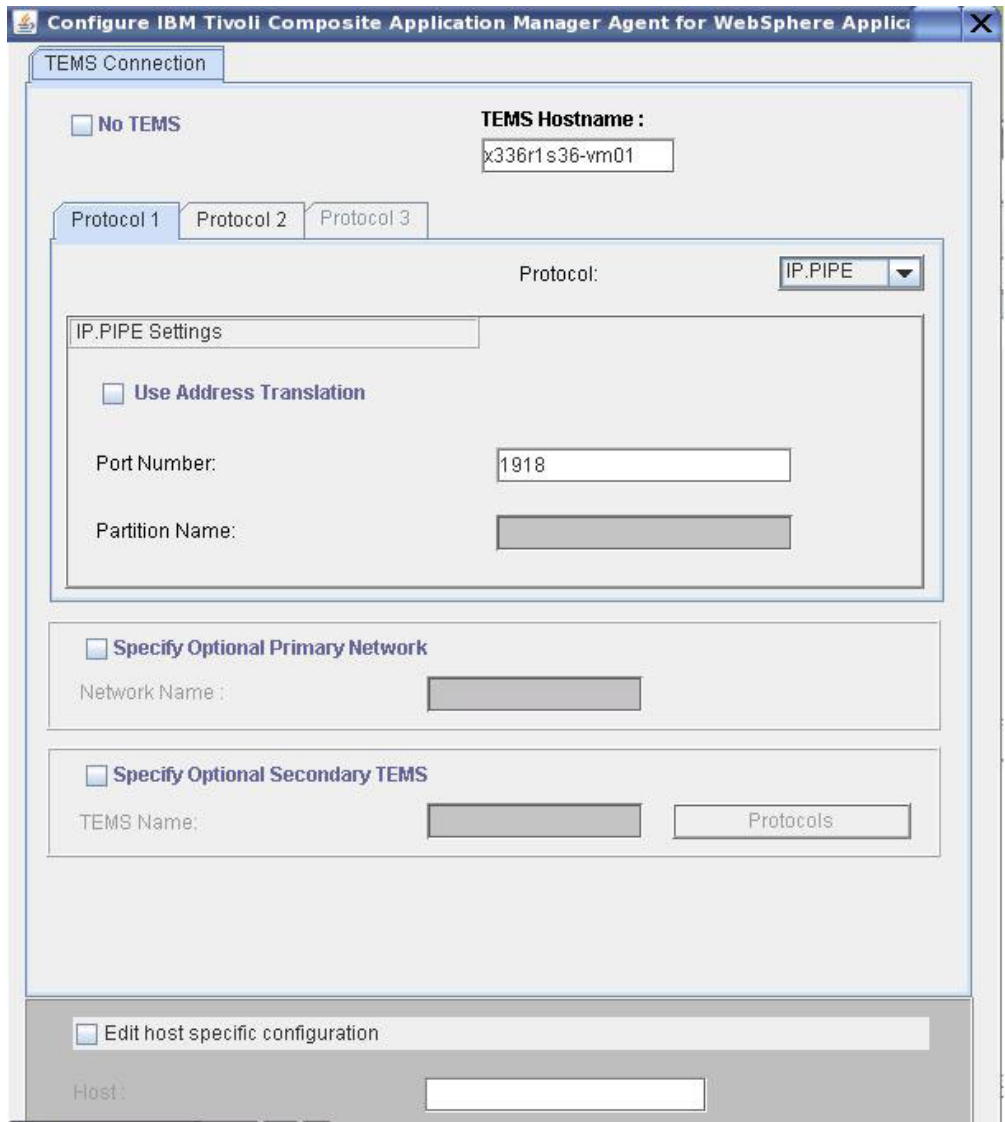 Configure IBM Tivoli Composite Application Manager Agent for WebSphere Applica
TEMS Connection
No TEMS
TEMS Hostname :
x336r1s36-vm01
Protocol 1
Protocol 2
Protocol 3
Protocol:
IP.PIPE
IP.PIPE Settings
Use Address Translation
Port Number:
1918
Partition Name:
Specify Optional Primary Network
Network Name :
Specify Optional Secondary TEMS
TEMS Name:
Protocols
Edit host specific configuration
Host :